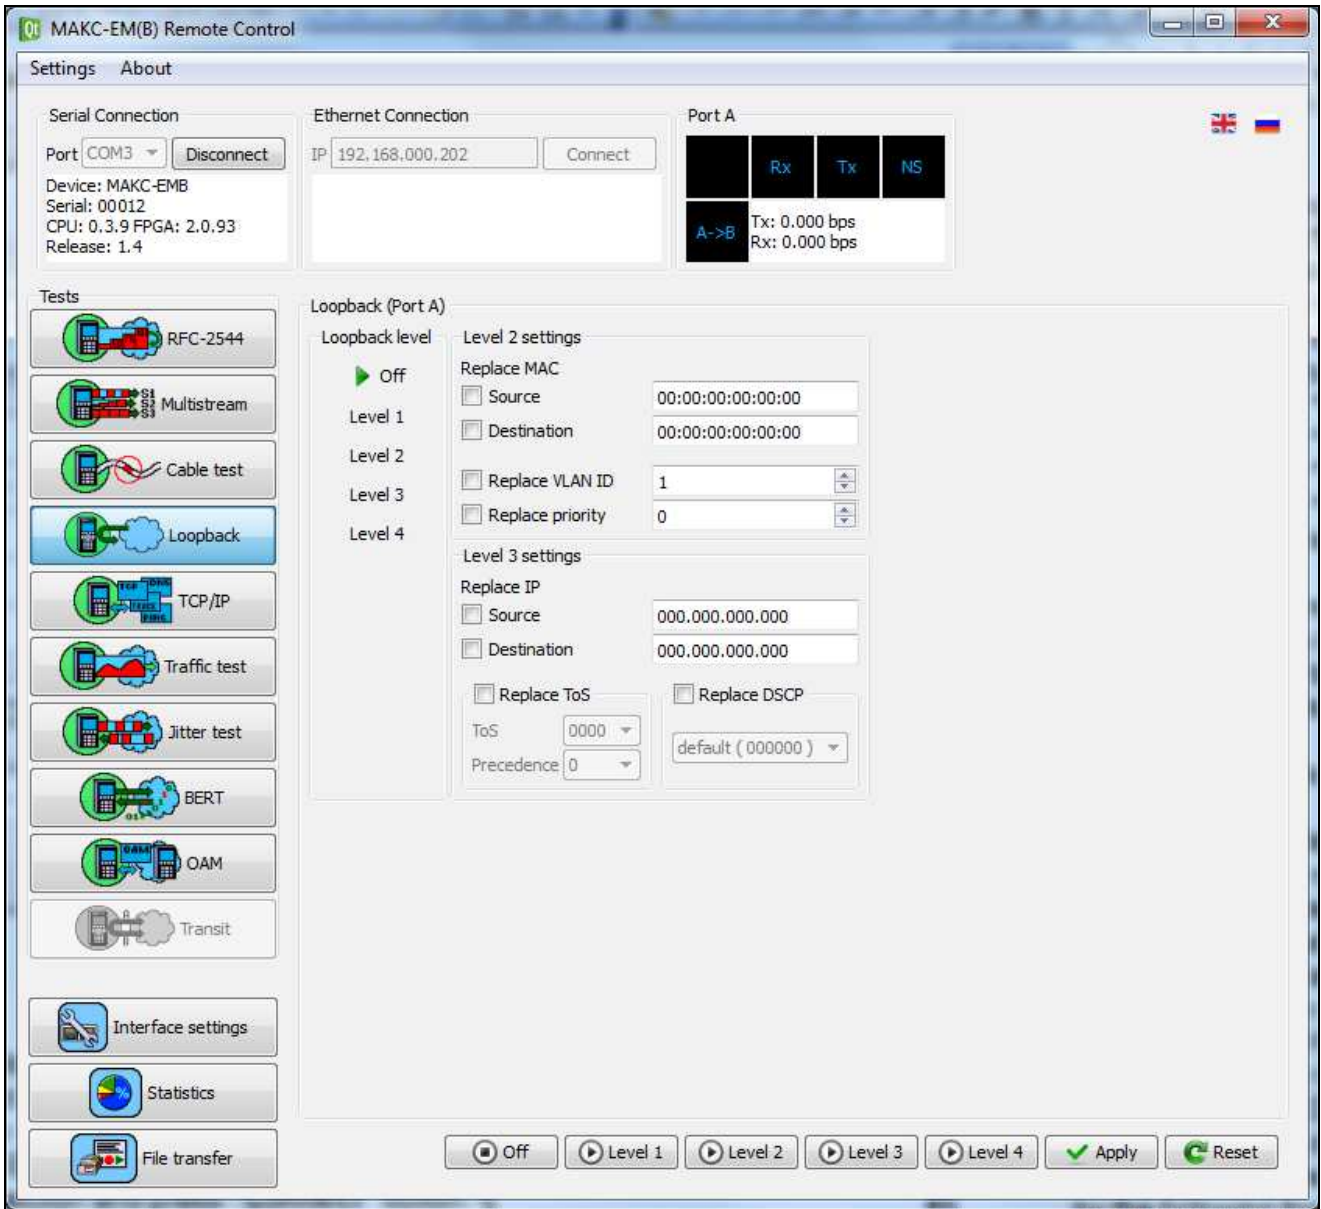 MAKC-EM(B) Remote Control
Settings About
Serial Connection
Port COM3 Disconnect
Device: MAKC-EMB
Serial: 00012
CPU: 0.3.9 FPGA: 2.0.93
Release: 1.4
Ethernet Connection
IP 192.168.000.202 Connect
Port A
Rx Tx NS
A->B
Tx: 0.000 bps
Rx: 0.000 bps
Tests
RFC-2544
Multistream
Cable test
Loopback
TCP/IP
Traffic test
Jitter test
BERT
OAM
Transit
Interface settings
Statistics
File transfer
Loopback (Port A)
Loopback level
Off
Level 1
Level 2
Level 3
Level 4
Level 2 settings
Replace MAC
Source 00:00:00:00:00:00
Destination 00:00:00:00:00:00
Replace VLAN ID 1
Replace priority 0
Level 3 settings
Replace IP
Source 000.000.000.000
Destination 000.000.000.000
Replace ToS
ToS 0000
Precedence 0
Replace DSCP
default ( 000000 )
Off Level 1 Level 2 Level 3 Level 4 Apply Reset